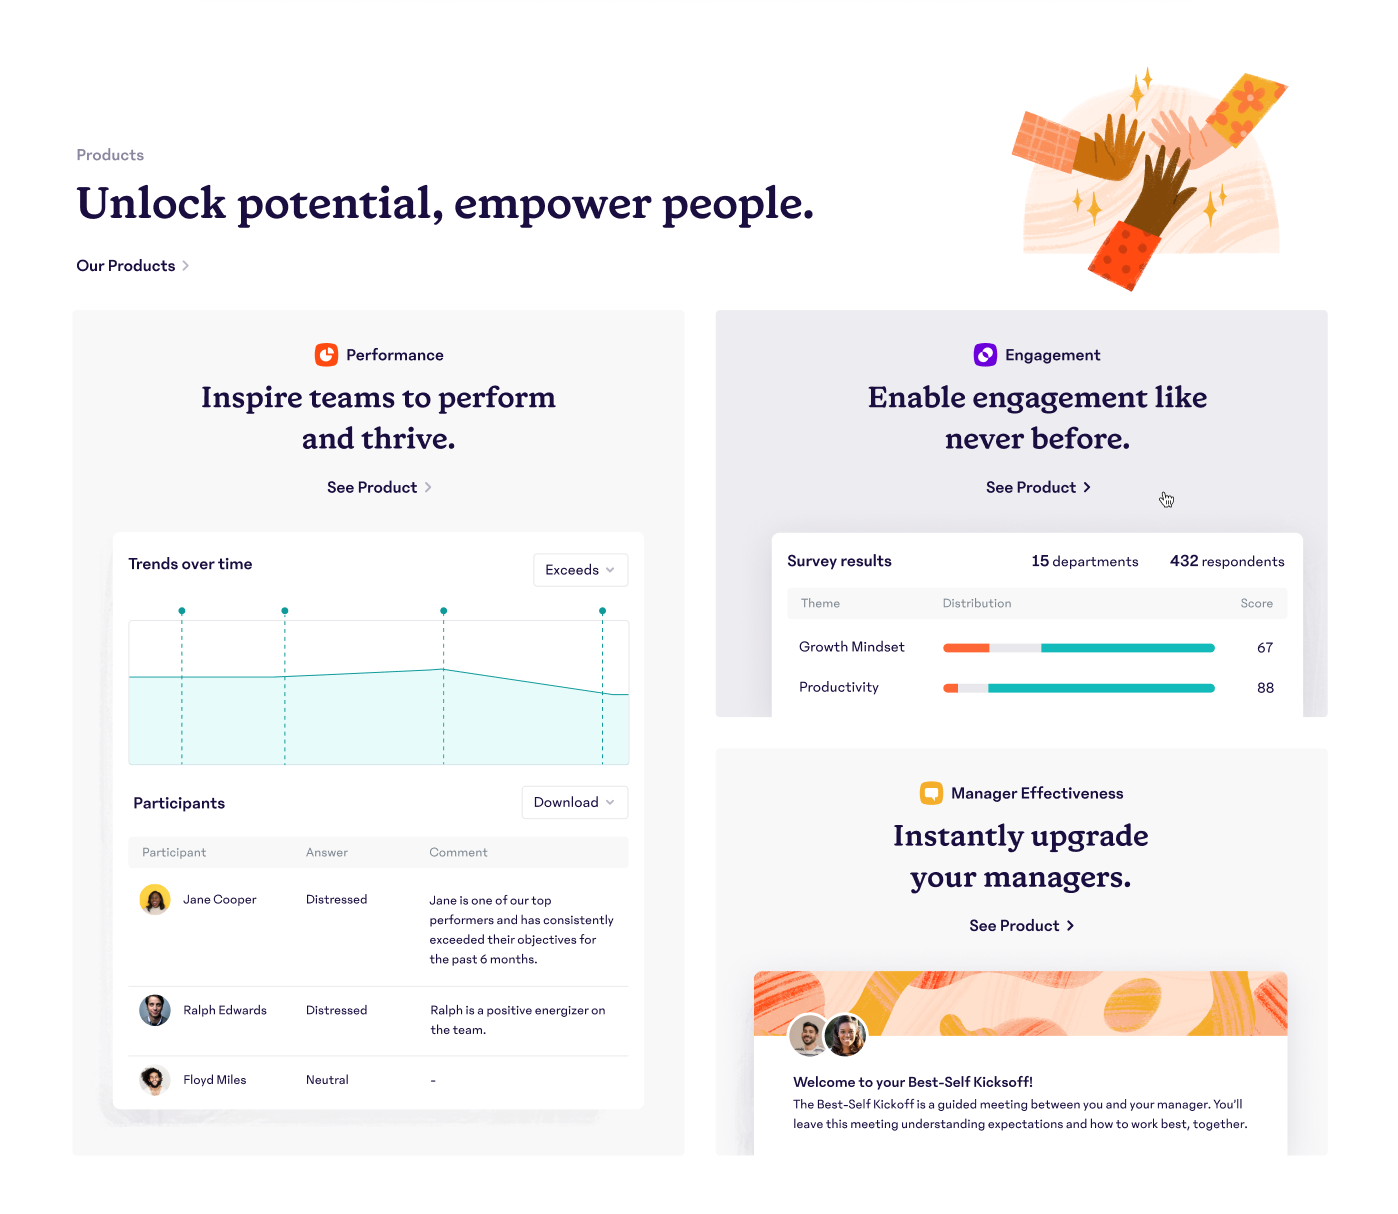 Products
Unlock potential, empower people.
Our Products
Performance
Inspire teams to perform
and thrive.
See Product
Trends over time
Exceeds
Participants
Download
Participant Answer Comment
Jane Cooper Distressed Jane is one of our top
performers and has consistently
exceeded their objectives for
the past 6 months.
Ralph Edwards Distressed Ralph is a positive energizer on
the team.
Floyd Miles Neutral -
Engagement
Enable engagement like
never before.
See Product
Survey results 15 departments 432 respondents
Theme Distribution Score
Growth Mindset 67
Productivity 88
Manager Effectiveness
Instantly upgrade
your managers.
See Product
Welcome to your Best-Self Kicksoff!
The Best-Self Kickoff is a guided meeting between you and your manager. You'll
leave this meeting understanding expectations and how to work best, together.